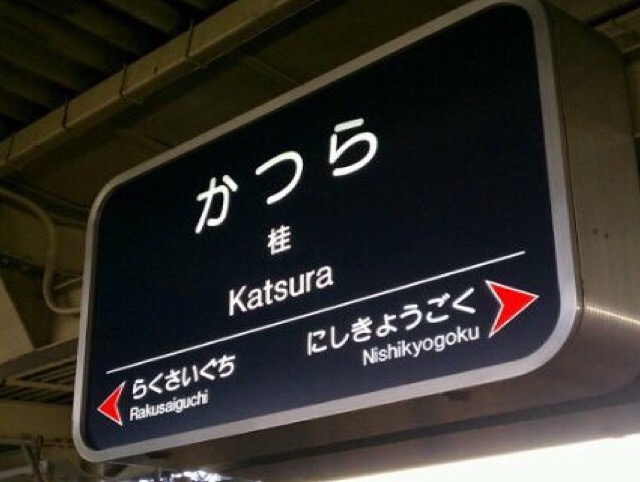 かつら
桂
Katsura
らくさいぐち
Rakusaiguchi
にしきょうごく
Nishikyogoku